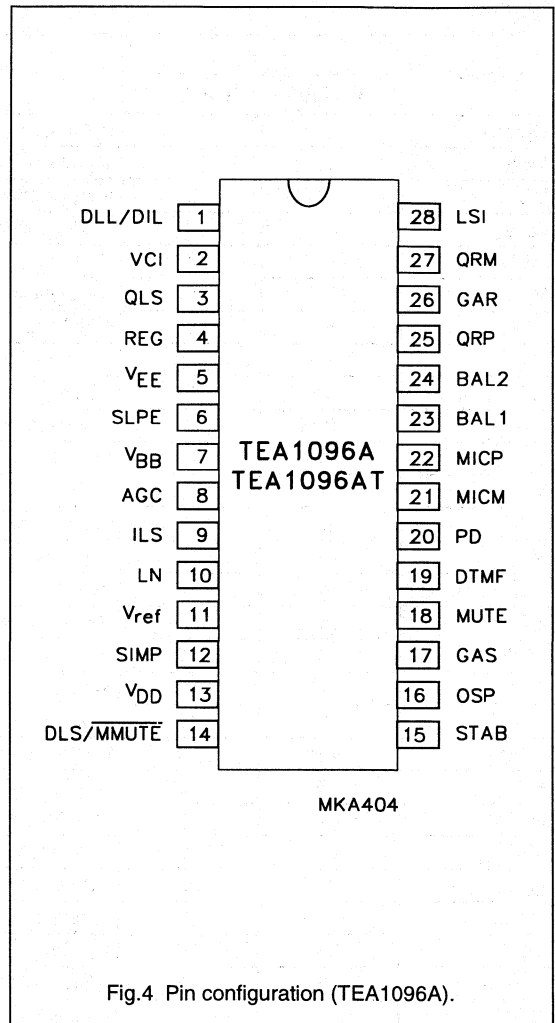 DLL/DIL 1
VCI 2
QLS 3
REG 4
VEE 5
SLPE 6
VBB 7
AGC 8
ILS 9
LN 10
Vref 11
SIMP 12
VDD 13
DLS/MMUTE 14
TEA1096A
TEA1096AT
28 LSI
27 QRM
26 GAR
25 QRP
24 BAL2
23 BAL1
22 MICP
21 MICM
20 PD
19 DTMF
18 MUTE
17 GAS
16 OSP
15 STAB
MKA404
Fig.4 Pin configuration (TEA1096A).